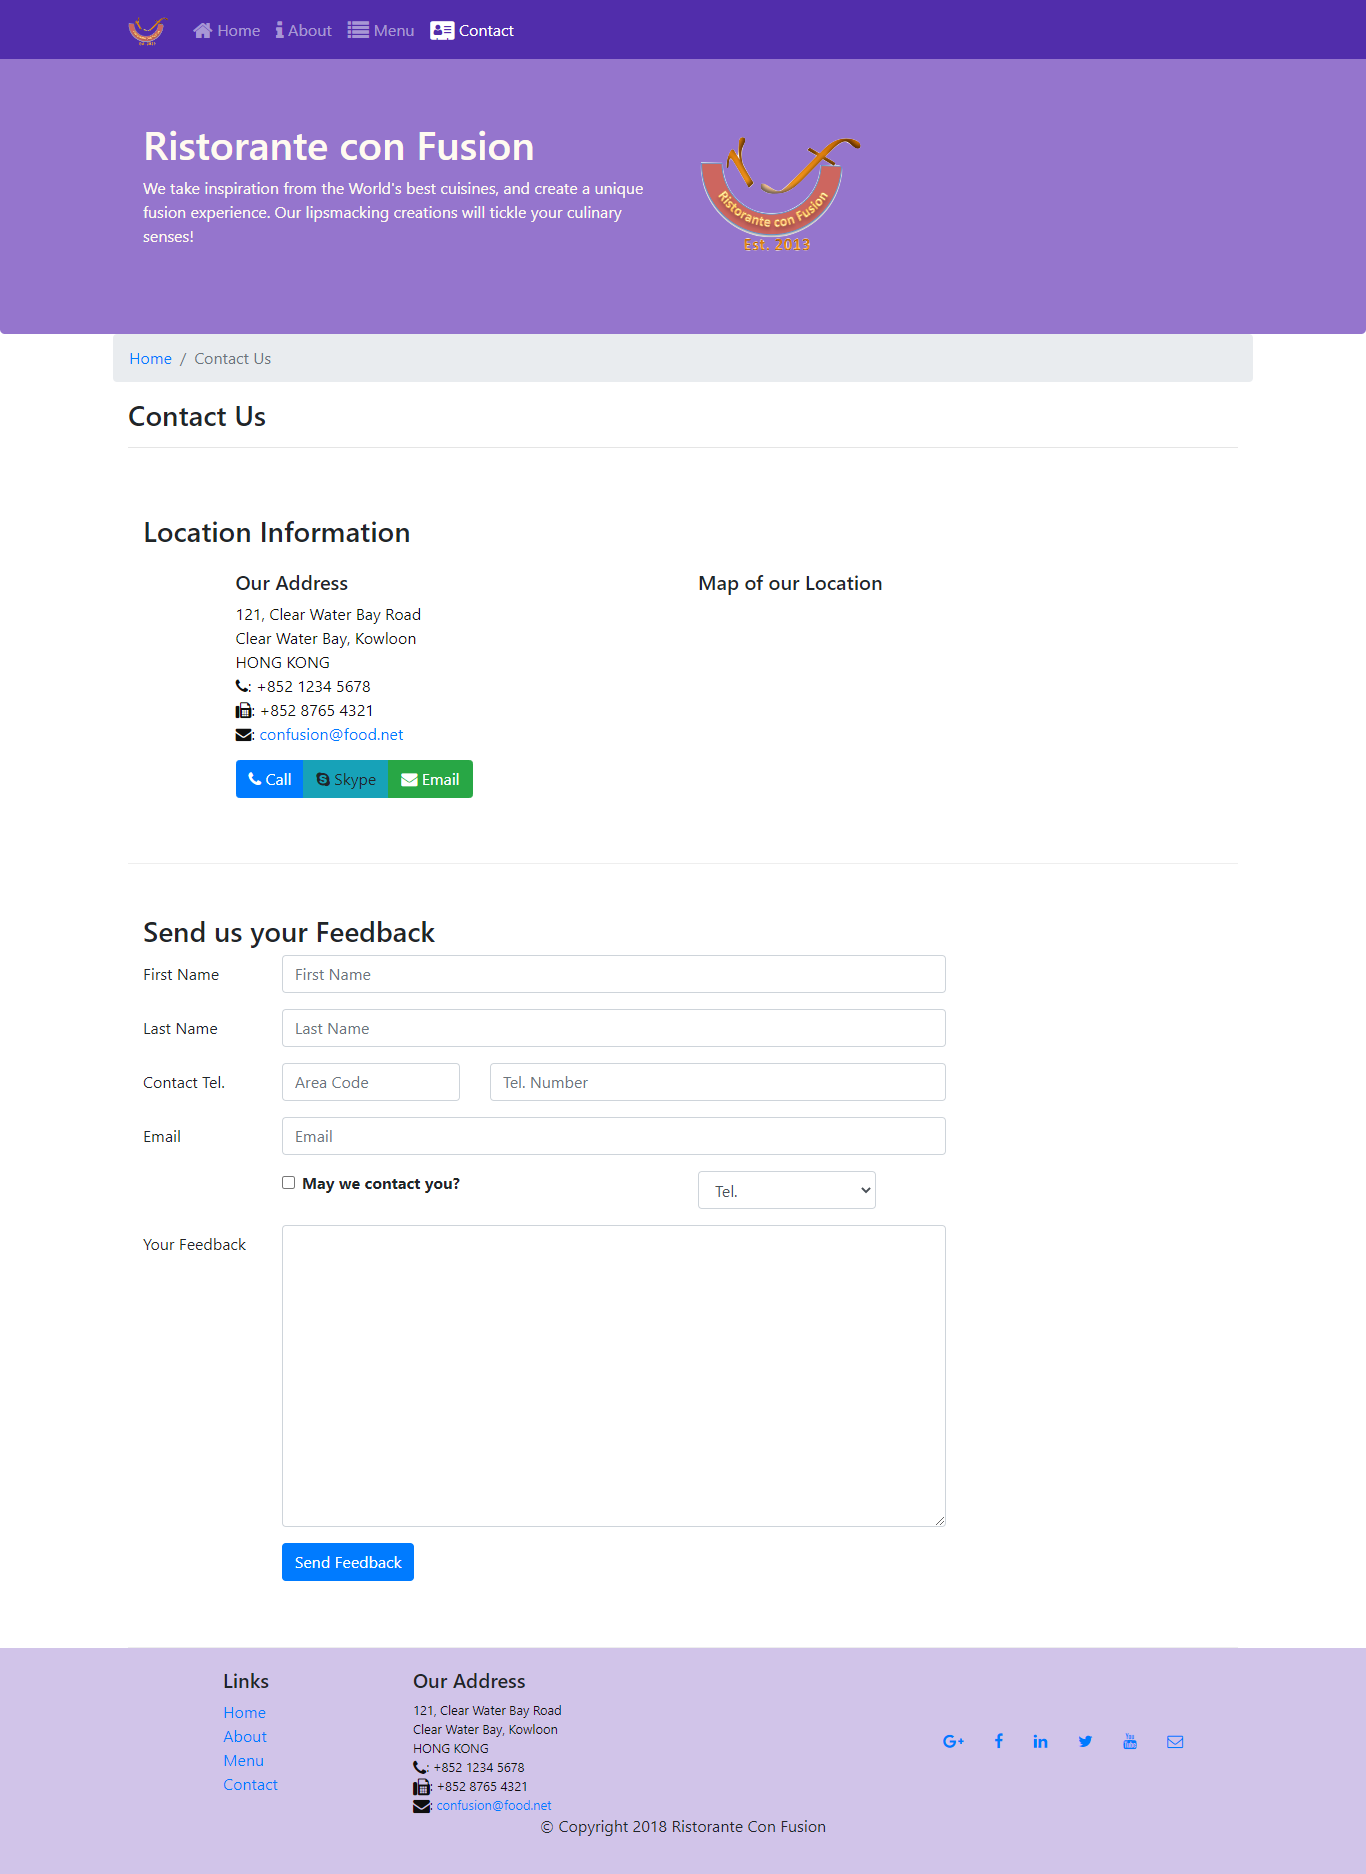 Home About Menu Contact
Ristorante con Fusion
We take inspiration from the World's best cuisines, and create a unique
fusion experience. Our lipsmacking creations will tickle your culinary
senses!
Ristorante con Fusion
Est. 2013
Home / Contact Us
Contact Us
Location Information
Our Address
121, Clear Water Bay Road
Clear Water Bay, Kowloon
HONG KONG
: +852 1234 5678
: +852 8765 4321
: confusion@food.net
Call Skype Email
Map of our Location
Send us your Feedback
First Name First Name
Last Name Last Name
Contact Tel. Area Code Tel. Number
Email Email
May we contact you? Tel.
Your Feedback
Send Feedback
Links
Home
About
Menu
Contact
Our Address
121, Clear Water Bay Road
Clear Water Bay, Kowloon
HONG KONG
: +852 1234 5678
: +852 8765 4321
: confusion@food.net
© Copyright 2018 Ristorante Con Fusion